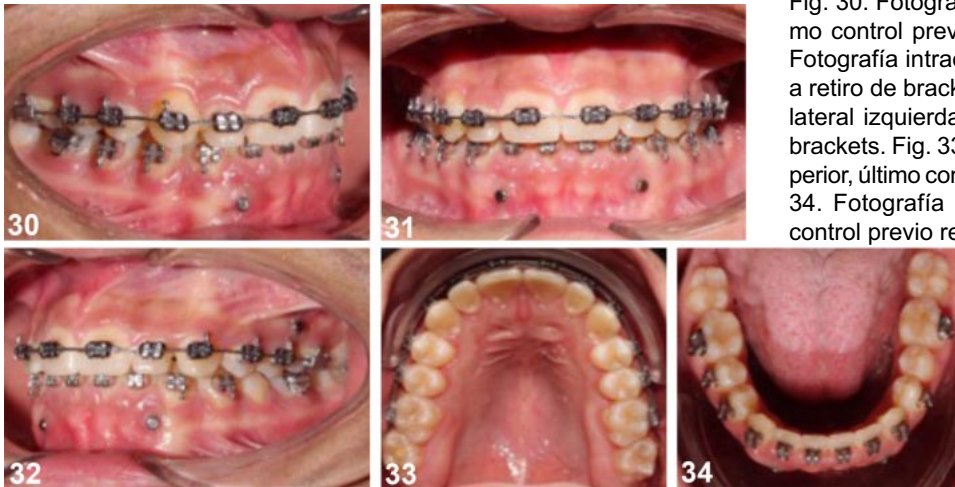 Fig. 30. Fotogra
mo control prev
Fotografía intrao
a retiro de brack
lateral izquierda
brackets. Fig. 33
perior, último con
34. Fotografía
control previo re
30
31
32
33
34